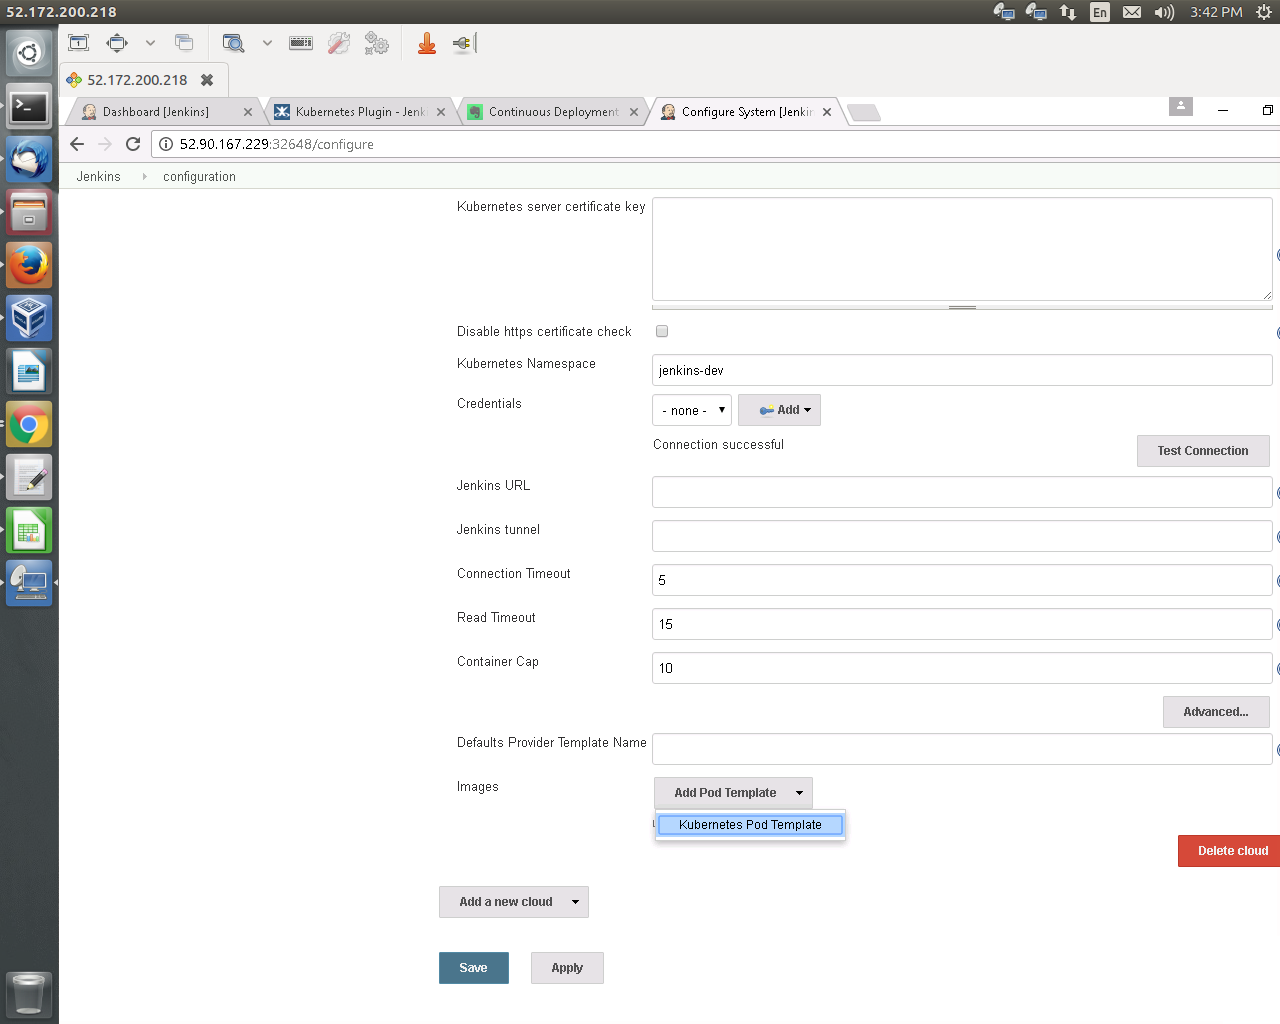 52.172.200.218
En
3:42 PM
52.172.200.218
Dashboard [Jenkins]
Kubernetes Plugin - Jenk
Continuous Deployment
Configure System [Jenkin
52.90.167.229:32648/configure
Jenkins
configuration
Kubernetes server certificate key
Disable https certificate check
Kubernetes Namespace
jenkins-dev
Credentials
- none -
Add
Connection successful
Test Connection
Jenkins URL
Jenkins tunnel
Connection Timeout
5
Read Timeout
15
Container Cap
10
Advanced...
Defaults Provider Template Name
Images
Add Pod Template
Kubernetes Pod Template
Delete cloud
Add a new cloud
Save
Apply